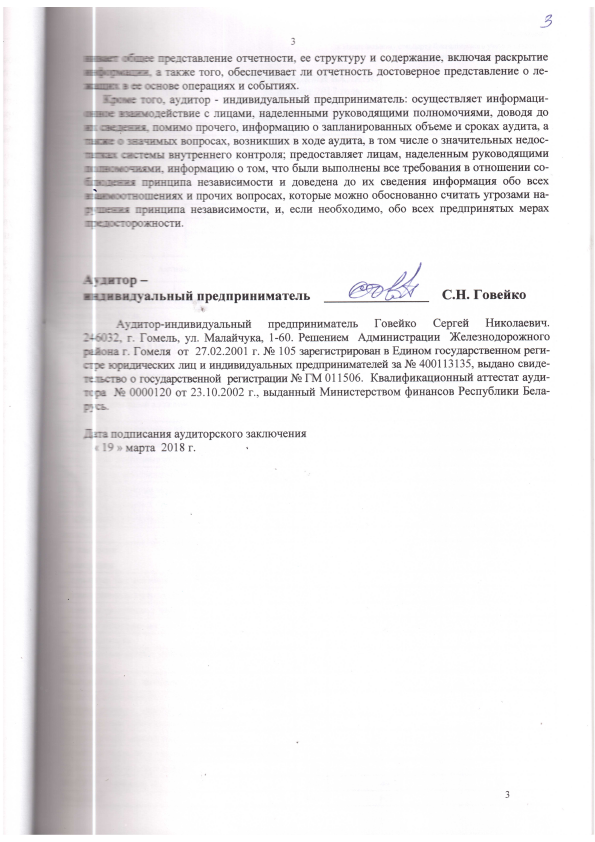 3
3
нивает общее представление отчетности, ее структуру и содержание, включая раскрытие
информации, а также того, обеспечивает ли отчетность достоверное представление о ле-
жащих в ее основе операциях и событиях.
Кроме того, аудитор - индивидуальный предприниматель: осуществляет информаци-
онное взаимодействие с лицами, наделенными руководящими полномочиями, доводя до
их сведения, помимо прочего, информацию о запланированных объеме и сроках аудита, а
также о значимых вопросах, возникших в ходе аудита, в том числе о значительных недос-
татках системы внутреннего контроля; предоставляет лицам, наделенным руководящими
полномочиями, информацию о том, что были выполнены все требования в отношении со-
блюдения принципа независимости и доведена до их сведения информация обо всех
взаимоотношениях и прочих вопросах, которые можно обоснованно считать угрозами на-
рушения принципа независимости, и, если необходимо, обо всех предпринятых мерах
предосторожности.
Аудитор –
индивидуальный предприниматель С.Н. Говейко
Аудитор-индивидуальный предприниматель Говейко Сергей Николаевич.
246032, г. Гомель, ул. Малайчука, 1-60. Решением Администрации Железнодорожного
района г. Гомеля от 27.02.2001 г. № 105 зарегистрирован в Едином государственном реги-
стре юридических лиц и индивидуальных предпринимателей за № 400113135, выдано свиде-
тельство о государственной регистрации № ГМ 011506. Квалификационный аттестат ауди-
тора № 0000120 от 23.10.2002 г., выданный Министерством финансов Республики Бела-
русь.
Дата подписания аудиторского заключения
« 19 » марта 2018 г.
3